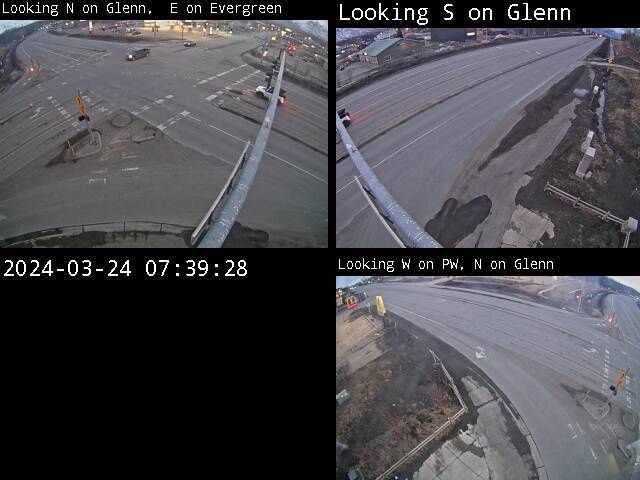 Looking N on Glenn,  E on Evergreen
Looking S on Glenn
2024-03-24 07:39:28
Looking W on PW, N on Glenn